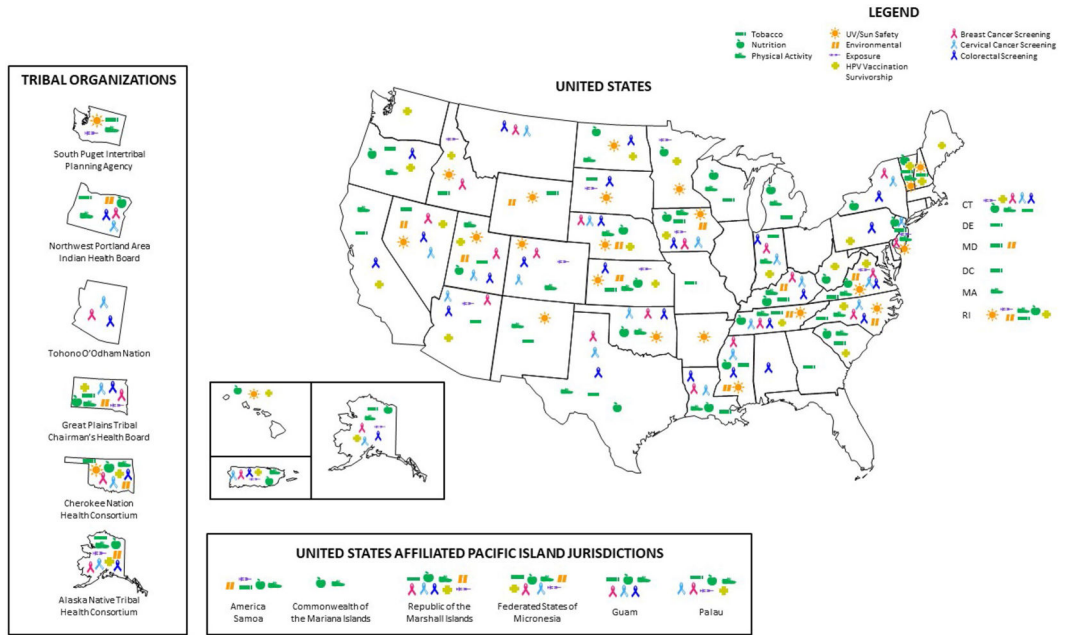 LEGEND
Tobacco
Nutrition
Physical Activity
UV/Sun Safety
Environmental
Exposure
HPV Vaccination
Survivorship
Breast Cancer Screening
Cervical Cancer Screening
Colorectal Screening
TRIBAL ORGANIZATIONS
South Puget Intertribal
Planning Agency
Northwest Portland Area
Indian Health Board
Tohono O'Odham Nation
Great Plains Tribal
Chairman's Health Board
Cherokee Nation
Health Consortium
Alaska Native Tribal
Health Consortium
UNITED STATES
CT
DE
MD
DC
MA
RI
UNITED STATES AFFILIATED PACIFIC ISLAND JURISDICTIONS
America
Samoa
Commonwealth of
the Mariana Islands
Republic of the
Marshall Islands
Federated States of
Micronesia
Guam
Palau